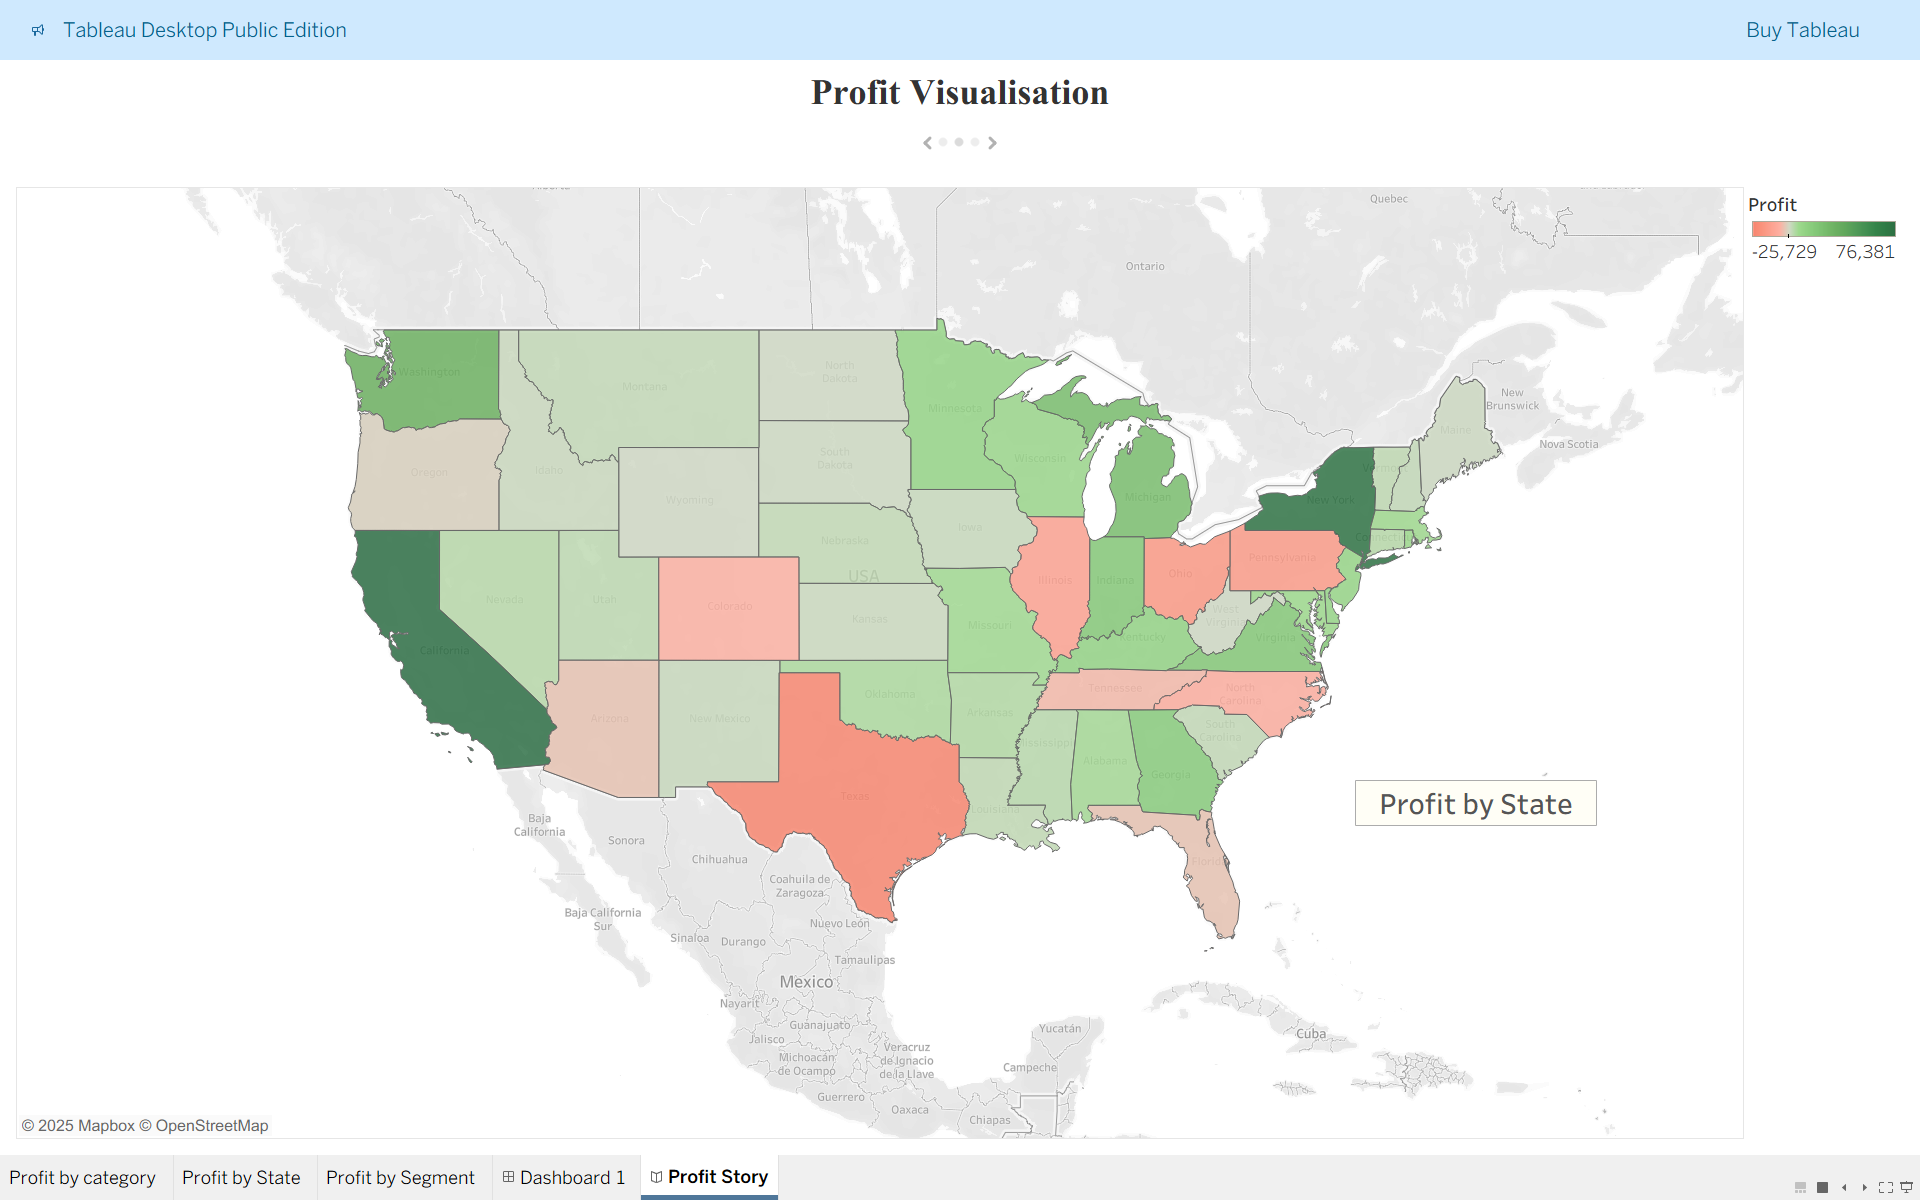 Tableau Desktop Public Edition
Buy Tableau
Profit Visualisation
Profit
-25,729 76,381
Quebec
Ontario
New
Brunswick
Nova Scotia
Washington
Montana
North
Dakota
Minnesota
Maine
Oregon
Idaho
South
Dakota
Wisconsin
Wyoming
Michigan
New York
Iowa
Nebraska
Connecticut
USA
Nevada
Utah
Colorado
Kansas
Missouri
Illinois
Indiana
Ohio
Pennsylvania
West
Virginia
Virginia
Kentucky
California
Arizona
New Mexico
Oklahoma
Arkansas
Tennessee
North
Carolina
South
Carolina
Mississippi
Alabama
Georgia
Texas
Louisiana
Florida
Profit by State
Baja
California
Sonora
Chihuahua
Coahuila de
Zaragoza
Baja California
Sur
Nuevo León
Sinaloa
Durango
Tamaulipas
Mexico
Nayarit
Guanajuato
Jalisco
Michoacán
de Ocampo
Veracruz
de Ignacio
de la Llave
Guerrero
Oaxaca
Chiapas
Campeche
Yucatán
Cuba
© 2025 Mapbox © OpenStreetMap
Profit by category
Profit by State
Profit by Segment
Dashboard 1
Profit Story